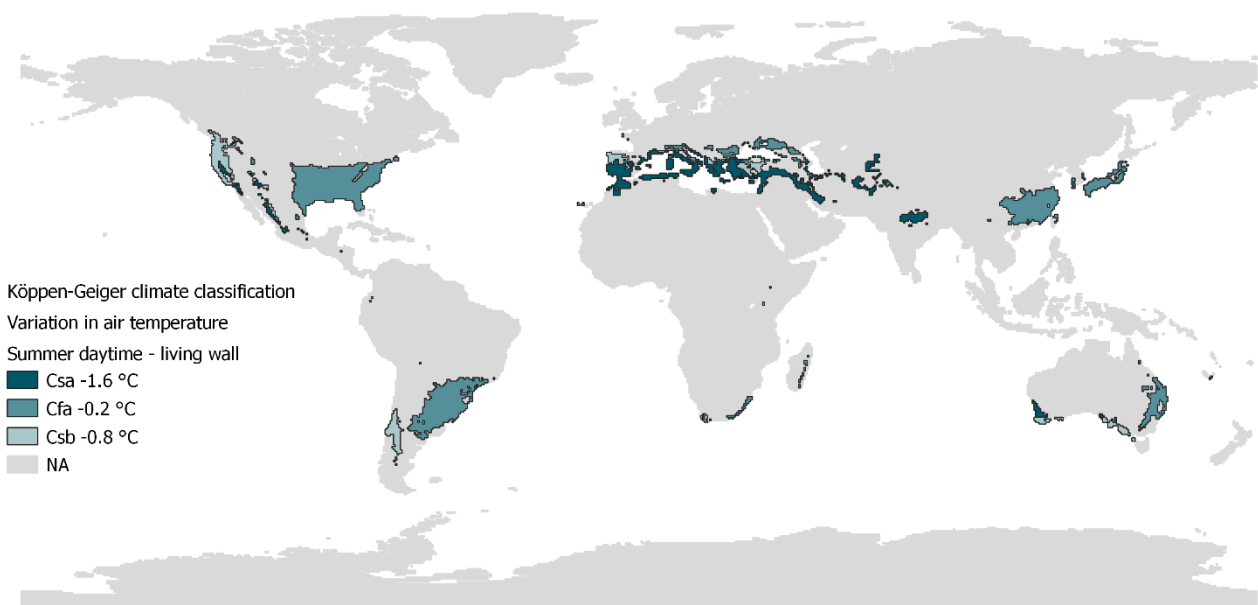 Köppen-Geiger climate classification
Variation in air temperature
Summer daytime - living wall
Csa -1.6 °C
Cfa -0.2 °C
Csb -0.8 °C
NA